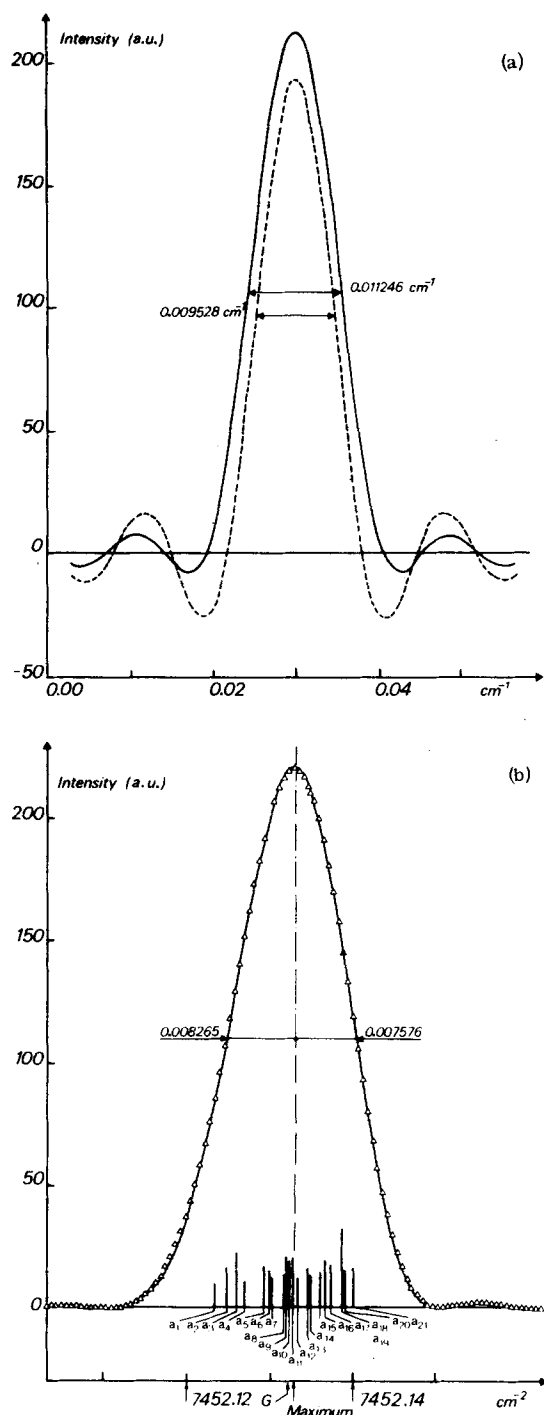 Intensity (a.u.)
(a)
200
150
0.011246 cm⁻¹
100
0.009528 cm⁻¹
50
0
-50
0.00 0.02 0.04 cm⁻¹
Intensity (a.u.)
(b)
200
150
0.008265 0.007576
100
50
0
a₁ a₂ a₃ a₄ a₅ a₆ a₇ a₈ a₉ a₁₀ a₁₁ a₁₂ a₁₃ a₁₄ a₁₅ a₁₆ a₁₇ a₁₈ a₁₉ a₂₀ a₂₁
7452.12 G Maximum 7452.14 cm⁻²